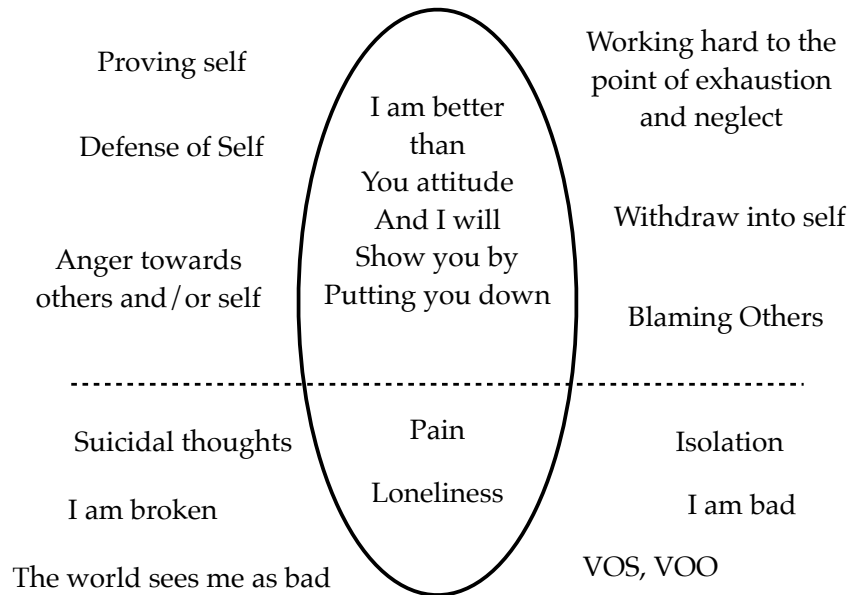 Proving self
Defense of Self
Anger towards
others and/or self
I am better
than
You attitude
And I will
Show you by
Putting you down
Working hard to the
point of exhaustion
and neglect
Withdraw into self
Blaming Others
Suicidal thoughts
I am broken
The world sees me as bad
Pain
Loneliness
Isolation
I am bad
VOS, VOO